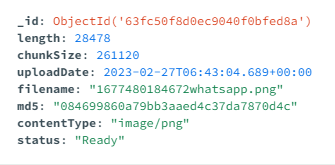 _id: ObjectId('63fc50f8d0ec9040f0bfed8a')
length: 28478
chunkSize: 261120
uploadDate: 2023-02-27T06:43:04.689+00:00
filename: "1677480184672whatsapp.png"
md5: "084699860a79bb3aaed4c37da7870d4c"
contentType: "image/png"
status: "Ready"